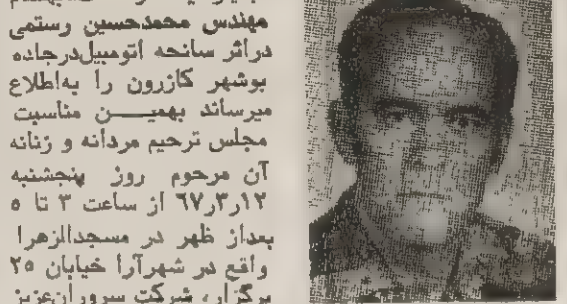 مهندس محمدحسین رستمی
دراثر سانحه اتومبیل‌درجاده
بوشهر کازرون را به‌اطلاع
میرساند بهمیــــن مناسبت
مجلس ترحیم مردانه و زنانه
آن مرحوم روز پنجشنبه
۱۲ر۳ر۶۷ از ساعت ۳ تا ۵
بعداز ظهر در مسجدالزهرا
واقع در شهرآرا خیابان ۲۵
برگزار، شرکت سروران‌عزیز